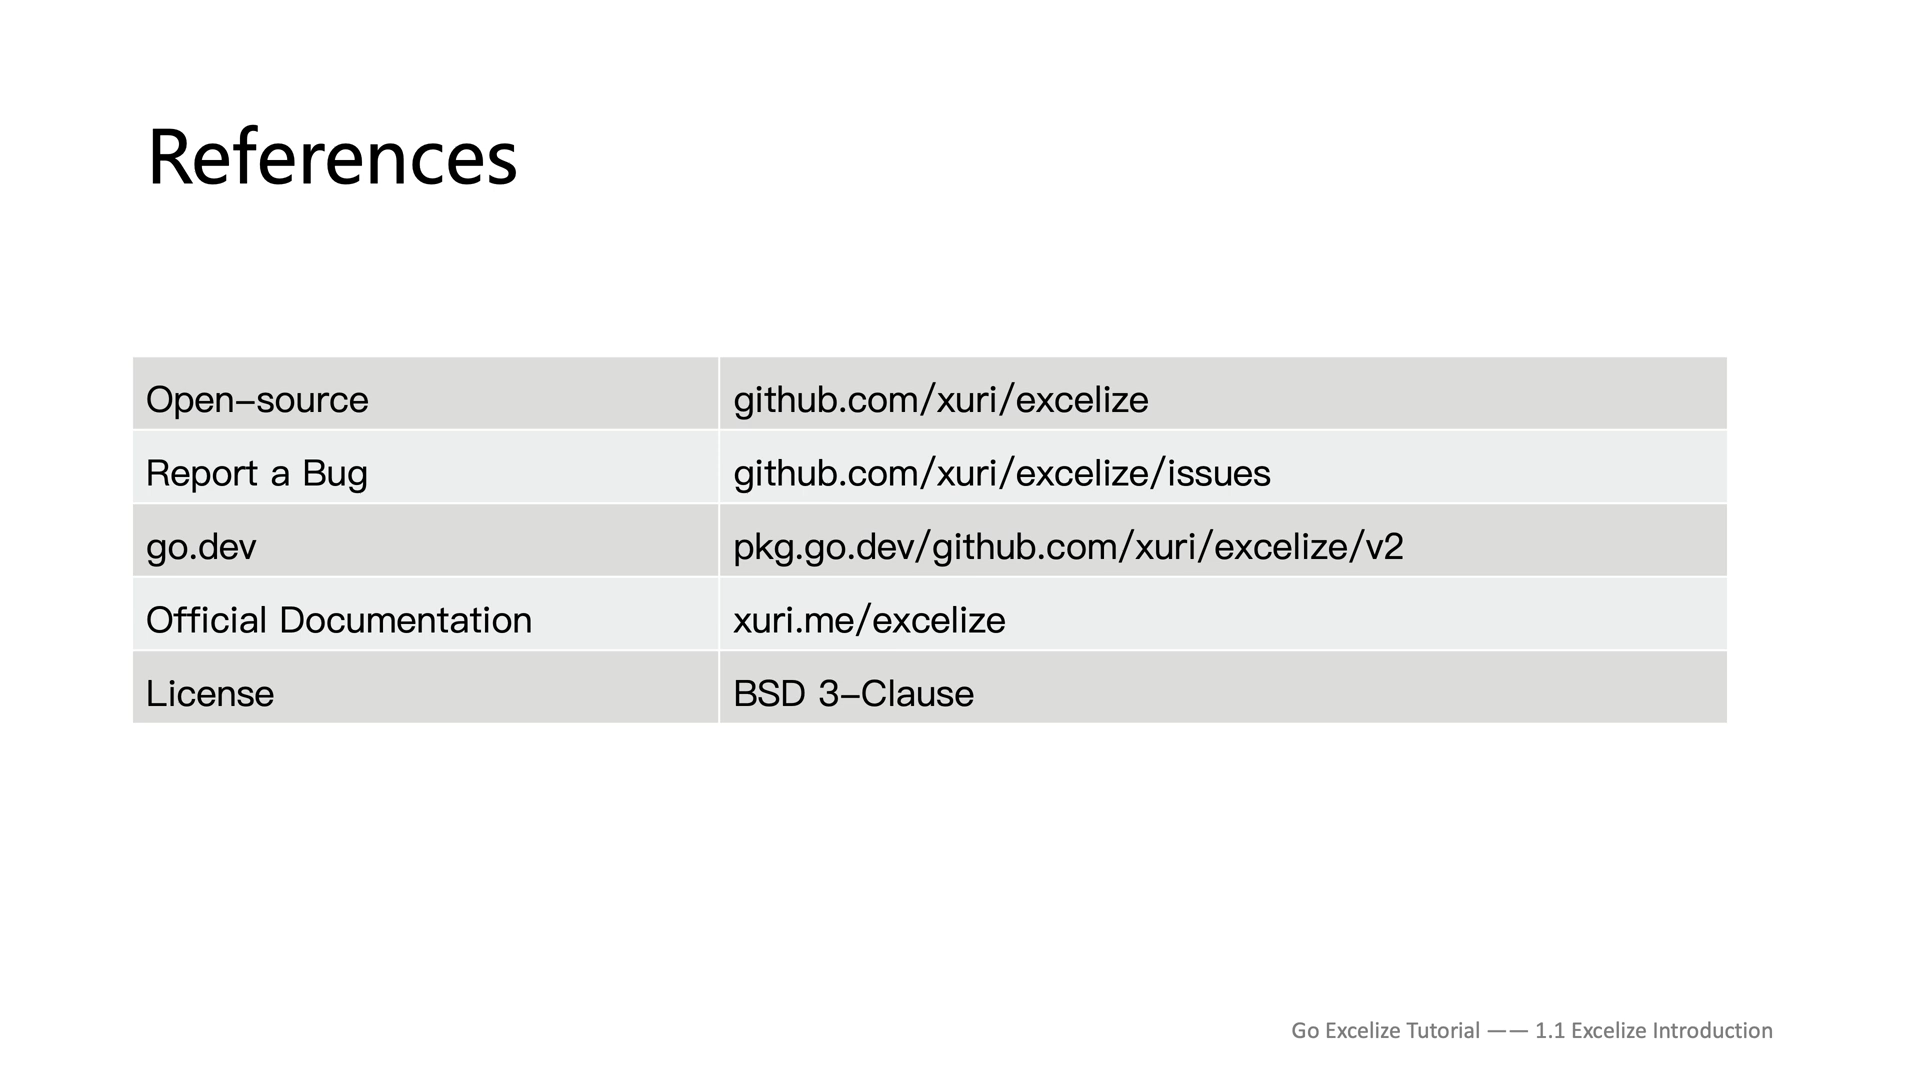 References
Open-source github.com/xuri/excelize
Report a Bug github.com/xuri/excelize/issues
go.dev pkg.go.dev/github.com/xuri/excelize/v2
Official Documentation xuri.me/excelize
License BSD 3-Clause
Go Excelize Tutorial —— 1.1 Excelize Introduction